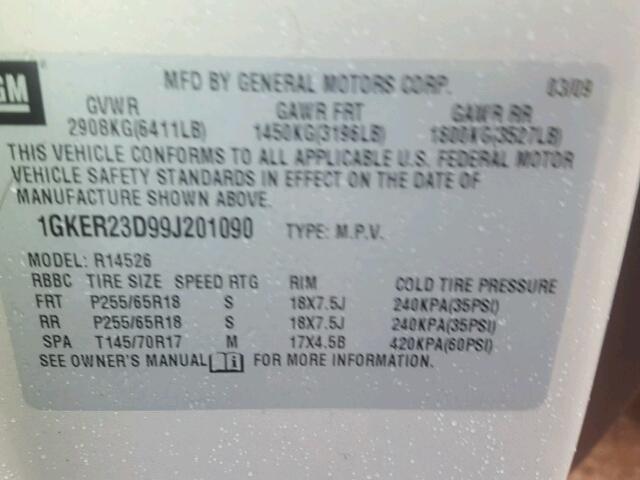 GM
MFD BY GENERAL MOTORS CORP. 03/09
GVWR GAWR FRT GAWR RR
2908KG(6411LB) 1450KG(3196LB) 1600KG(3527LB)
THIS VEHICLE CONFORMS TO ALL APPLICABLE U.S. FEDERAL MOTOR
VEHICLE SAFETY STANDARDS IN EFFECT ON THE DATE OF
MANUFACTURE SHOWN ABOVE.
1GKER23D99J201090 TYPE: M.P.V.
MODEL: R14526
RBBC TIRE SIZE SPEED RTG RIM COLD TIRE PRESSURE
FRT P255/65R18 S 18X7.5J 240KPA(35PSI)
RR P255/65R18 S 18X7.5J 240KPA(35PSI)
SPA T145/70R17 M 17X4.5B 420KPA(60PSI)
SEE OWNER'S MANUAL FOR MORE INFORMATION.